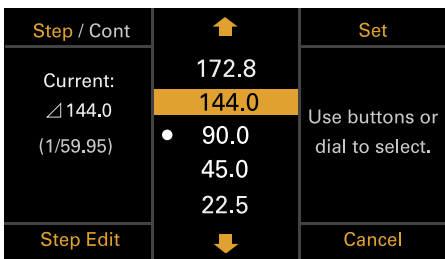 Step / Cont
Current:
⊿144.0
(1/59.95)
Step Edit
172.8
144.0
90.0
45.0
22.5
Set
Use buttons or
dial to select.
Cancel